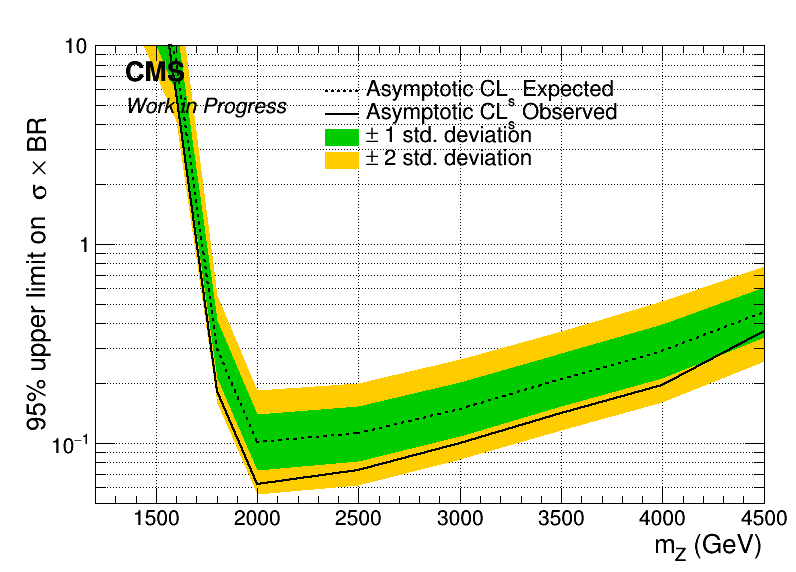 10
1
10⁻¹
95% upper limit on σ × BR
CMS
Work in Progress
Asymptotic CLₛ Expected
Asymptotic CLₛ Observed
± 1 std. deviation
± 2 std. deviation
1500 2000 2500 3000 3500 4000 4500
m_Z (GeV)